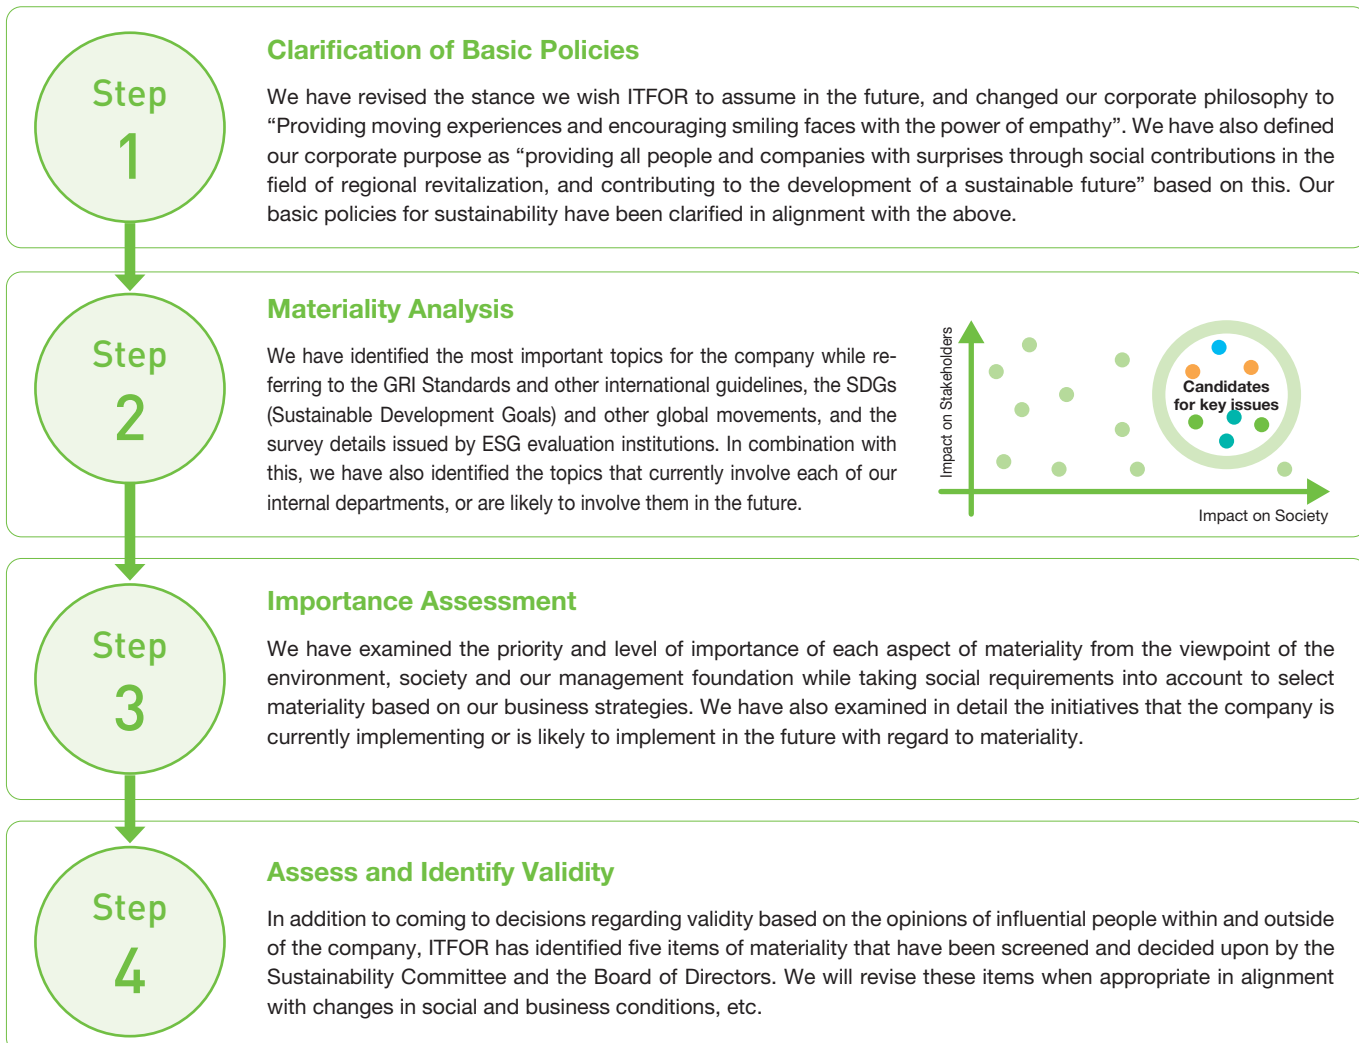 Step
1
Clarification of Basic Policies
We have revised the stance we wish ITFOR to assume in the future, and changed our corporate philosophy to
“Providing moving experiences and encouraging smiling faces with the power of empathy”. We have also defined
our corporate purpose as “providing all people and companies with surprises through social contributions in the
field of regional revitalization, and contributing to the development of a sustainable future” based on this. Our
basic policies for sustainability have been clarified in alignment with the above.
Step
2
Materiality Analysis
We have identified the most important topics for the company while re-
ferring to the GRI Standards and other international guidelines, the SDGs
(Sustainable Development Goals) and other global movements, and the
survey details issued by ESG evaluation institutions. In combination with
this, we have also identified the topics that currently involve each of our
internal departments, or are likely to involve them in the future.
Impact on Stakeholders
Candidates
for key issues
Impact on Society
Step
3
Importance Assessment
We have examined the priority and level of importance of each aspect of materiality from the viewpoint of the
environment, society and our management foundation while taking social requirements into account to select
materiality based on our business strategies. We have also examined in detail the initiatives that the company is
currently implementing or is likely to implement in the future with regard to materiality.
Step
4
Assess and Identify Validity
In addition to coming to decisions regarding validity based on the opinions of influential people within and outside
of the company, ITFOR has identified five items of materiality that have been screened and decided upon by the
Sustainability Committee and the Board of Directors. We will revise these items when appropriate in alignment
with changes in social and business conditions, etc.